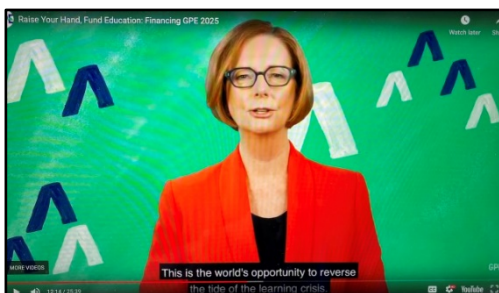 Raise Your Hand, Fund Education: Financing GPE 2025
Watch later
This is the world's opportunity to reverse
the tide of the learning crisis
MORE VIDEOS
YouTube